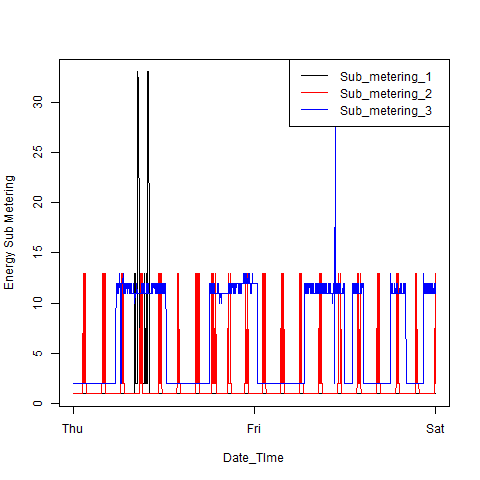 Sub_metering_1
Sub_metering_2
Sub_metering_3
Energy Sub Metering
30
25
20
15
10
5
0
Thu Fri Sat
Date_TIme